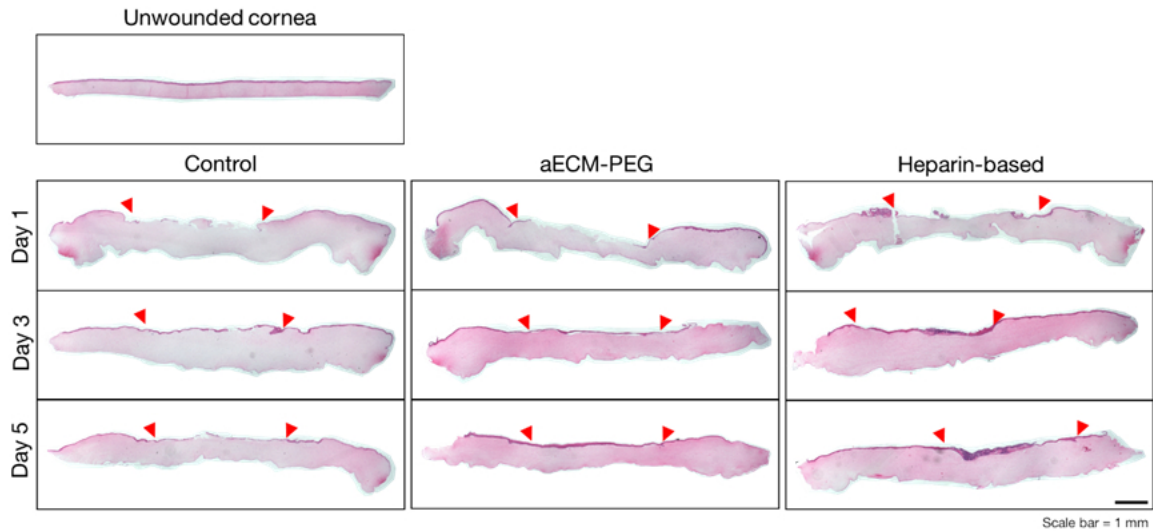 Unwounded cornea
Control
aECM-PEG
Heparin-based
Day 1
Day 3
Day 5
Scale bar = 1 mm